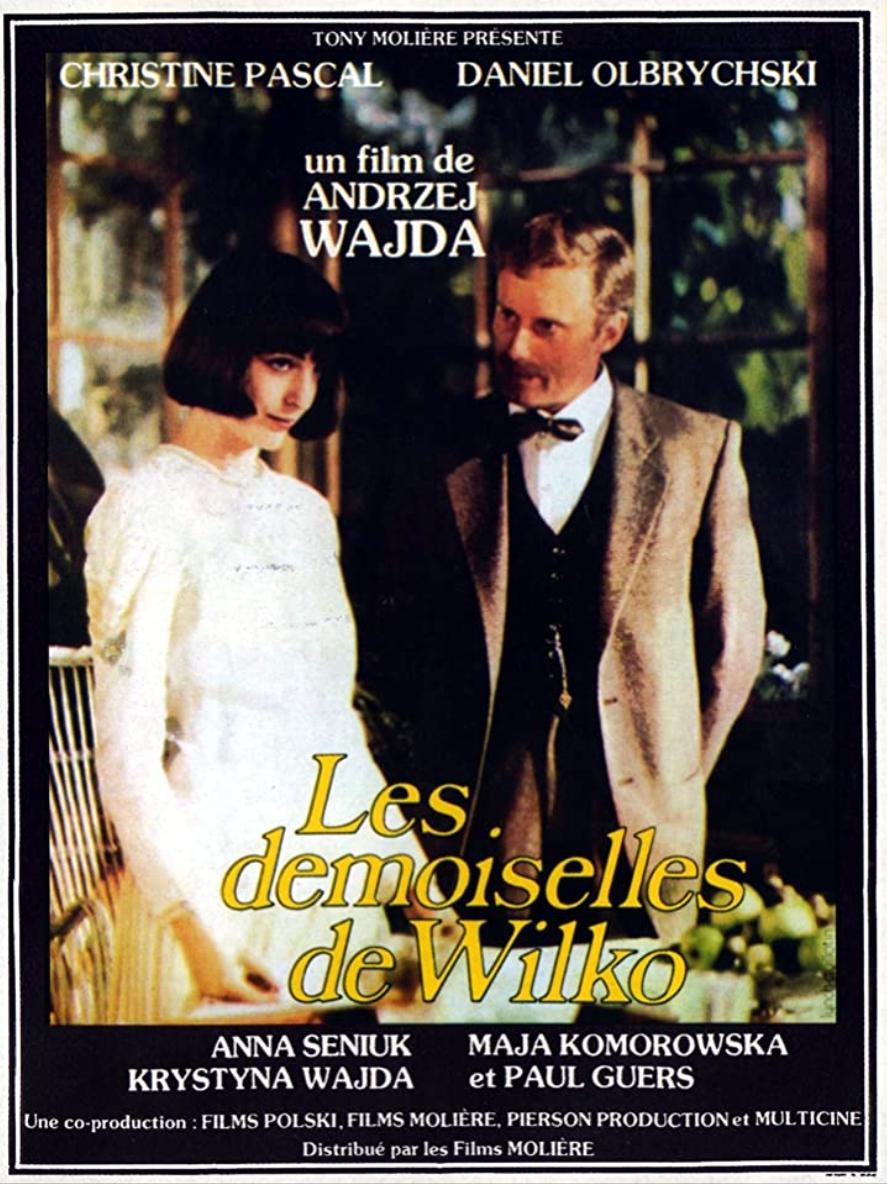 TONY MOLIÈRE PRÉSENTE
CHRISTINE PASCAL DANIEL OLBRYCHSKI
un film de
ANDRZEJ
WAJDA
Les
demoiselles
de Wilko
ANNA SENIUK MAJA KOMOROWSKA
KRYSTYNA WAJDA et PAUL GUERS
Une co-production : FILMS POLSKI, FILMS MOLIÈRE, PIERSON PRODUCTION et MULTICINE
Distribué par les Films MOLIÈRE